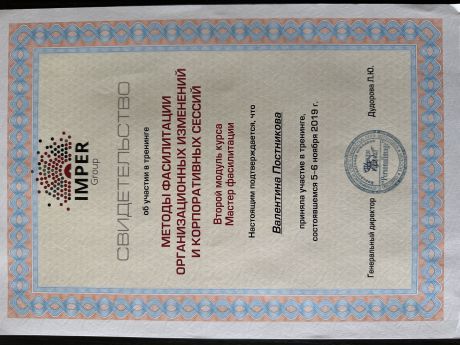 IMPER
Group
СВИДЕТЕЛЬСТВО
об участии в тренинге
МЕТОДЫ ФАСИЛИТАЦИИ
ОРГАНИЗАЦИОННЫХ ИЗМЕНЕНИЙ
И КОРПОРАТИВНЫХ СЕССИЙ
Второй модуль курса
Мастер фасилитации
Настоящим подтверждается, что
Валентина Постникова
приняла участие в тренинге,
состоявшемся 5-6 ноября 2019 г.
Генеральный директор Дудорова Л.Ю.